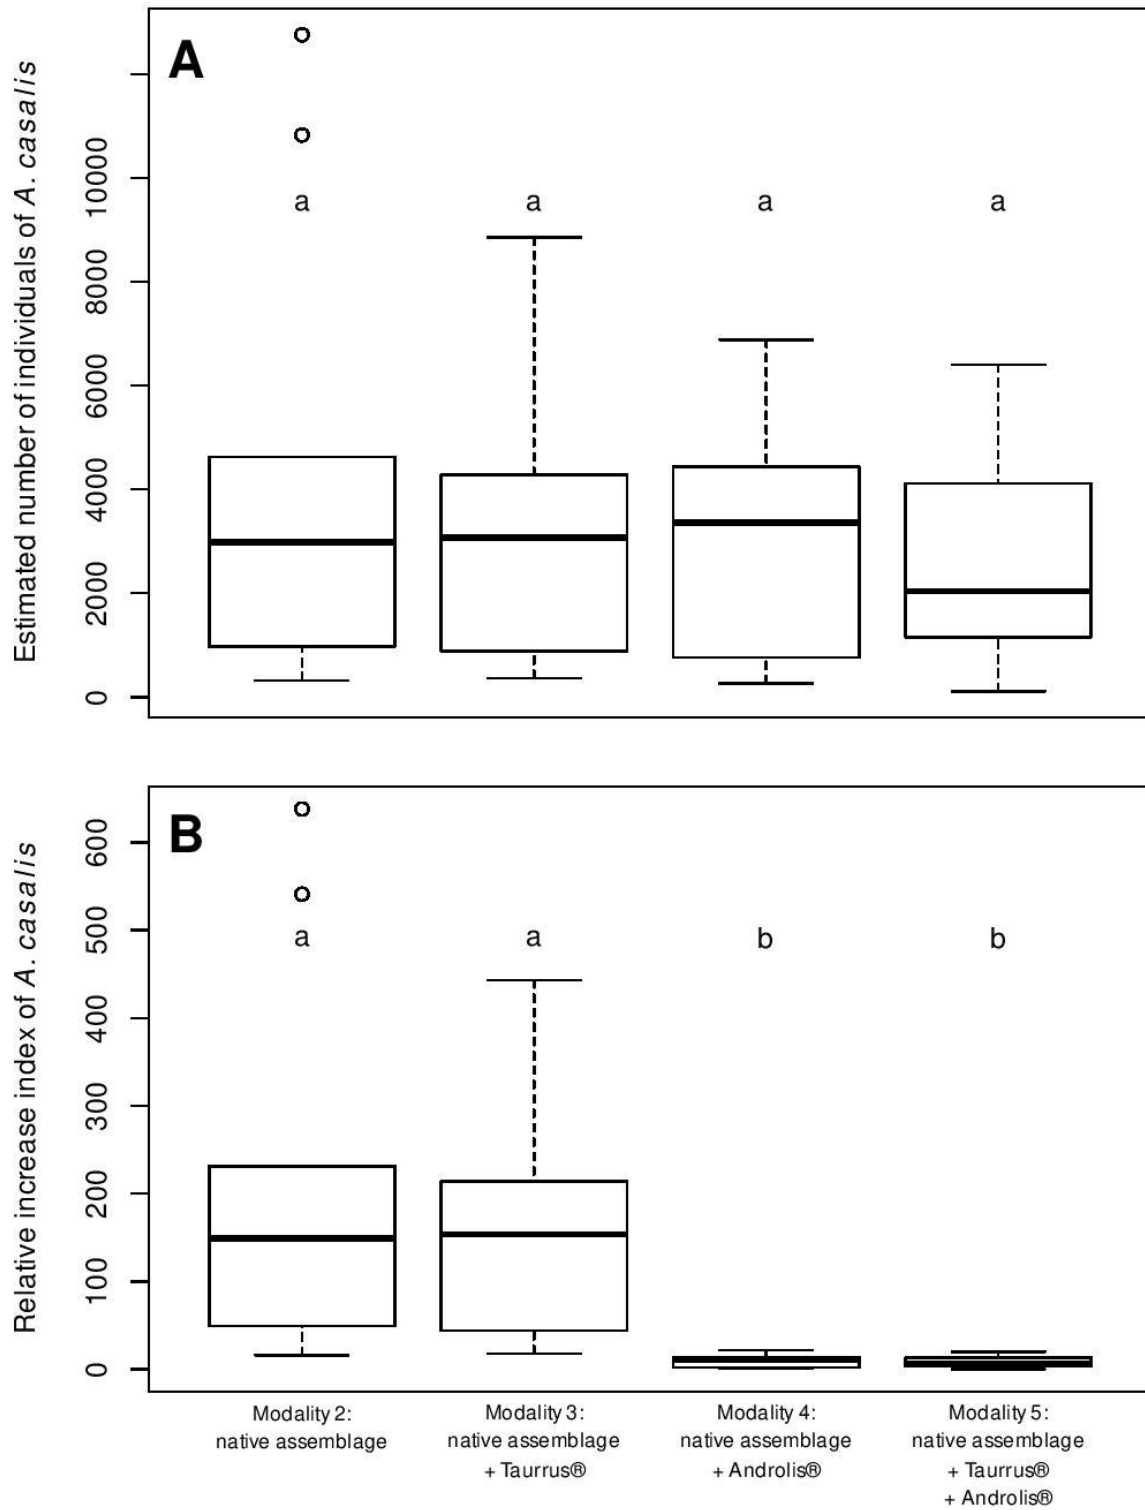 A
Estimated number of individuals of A. casalis
10000
8000
6000
4000
2000
0
a a a a
B
Relative increase index of A. casalis
600
500
400
300
200
100
0
a a b b
Modality 2:
native assemblage
Modality 3:
native assemblage
+ Taurrus®
Modality 4:
native assemblage
+ Androlis®
Modality 5:
native assemblage
+ Taurrus®
+ Androlis®